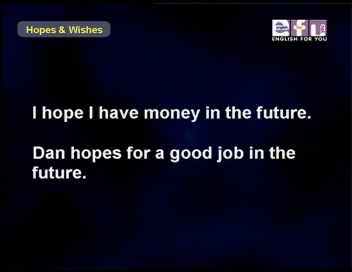 Hopes & Wishes
efu
ENGLISH FOR YOU
I hope I have money in the future.
Dan hopes for a good job in the
future.